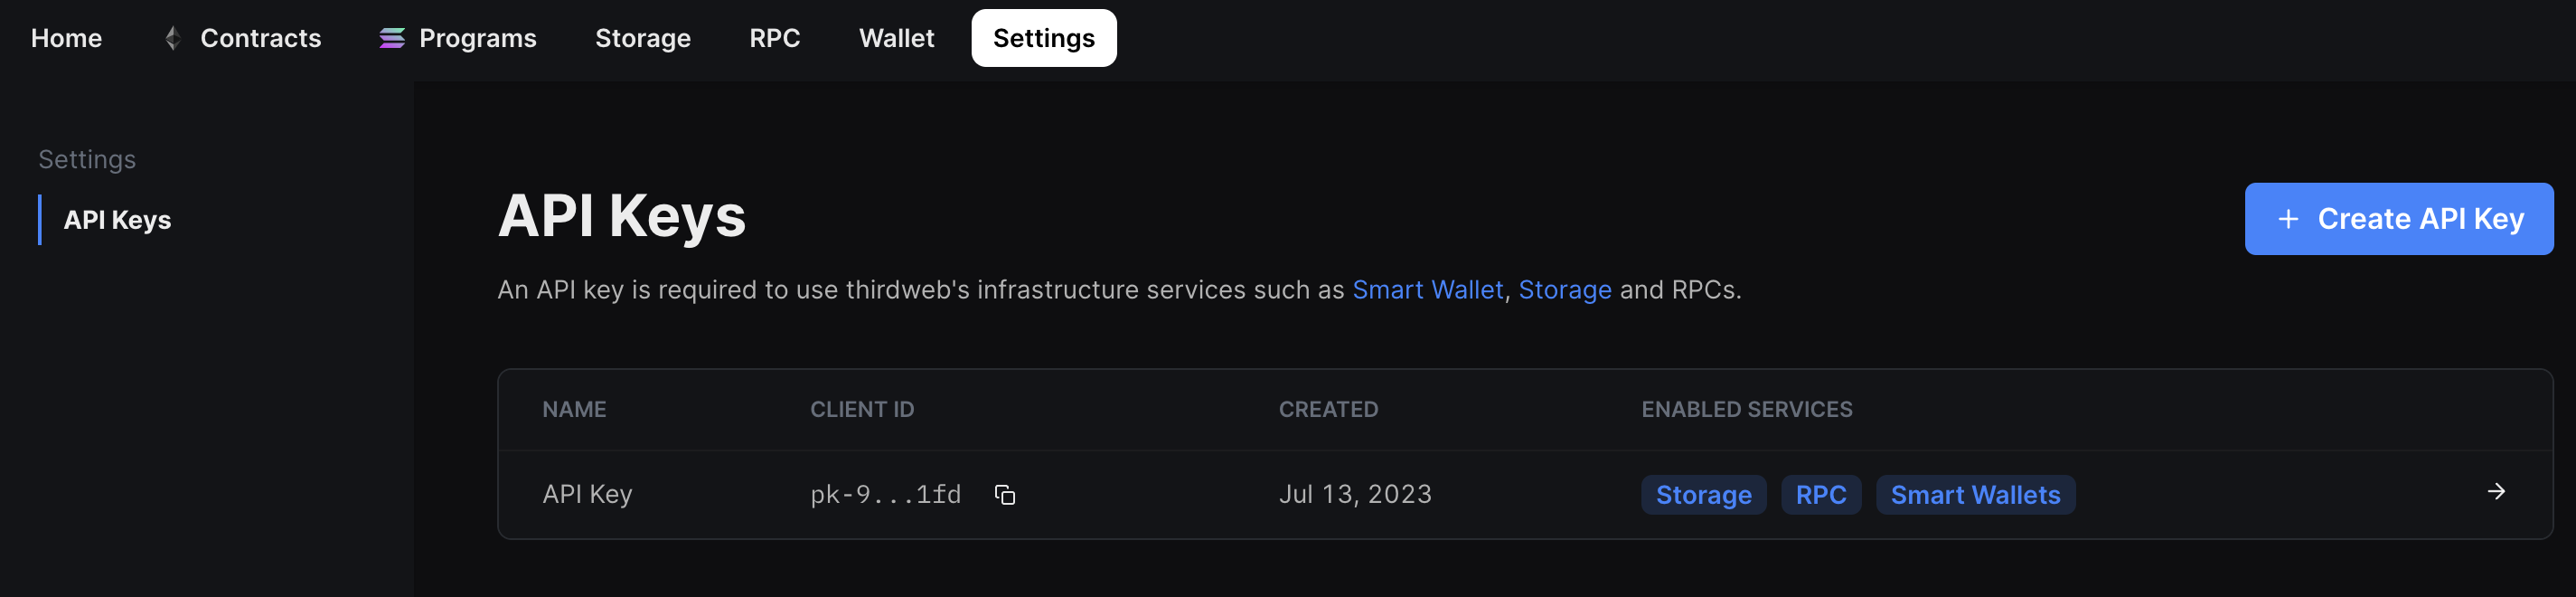 Home Contracts Programs Storage RPC Wallet Settings
Settings
API Keys
API Keys
Create API Key
An API key is required to use thirdweb's infrastructure services such as Smart Wallet, Storage and RPCs.
NAME CLIENT ID CREATED ENABLED SERVICES
API Key pk-9...1fd Jul 13, 2023 Storage RPC Smart Wallets